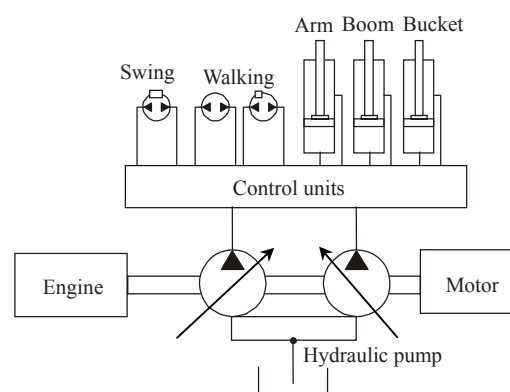 Arm Boom Bucket
Swing Walking
Control units
Engine
Motor
Hydraulic pump